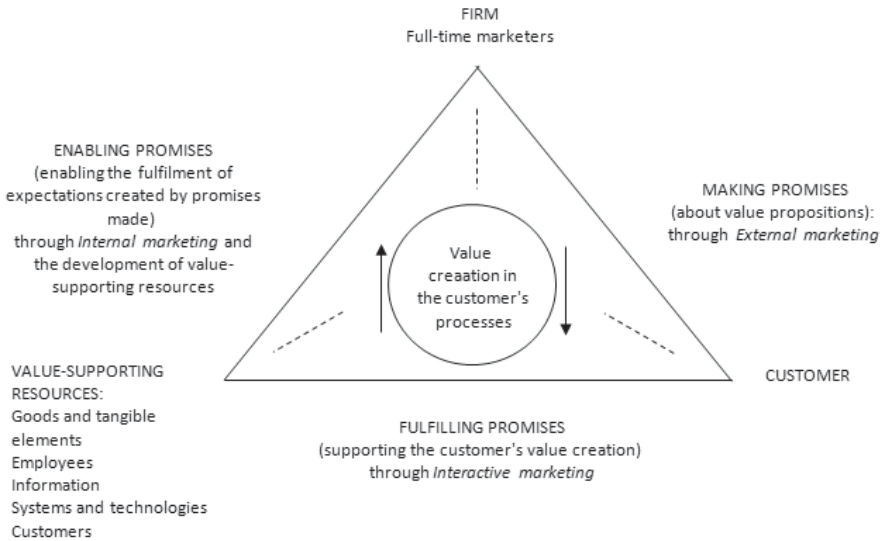 FIRM
Full-time marketers
ENABLING PROMISES
(enabling the fulfilment of
expectations created by promises
made)
through Internal marketing and
the development of value-
supporting resources
MAKING PROMISES
(about value propositions):
through External marketing
Value
creaation in
the customer's
processes
VALUE-SUPPORTING
RESOURCES:
Goods and tangible
elements
Employees
Information
Systems and technologies
Customers
CUSTOMER
FULFILLING PROMISES
(supporting the customer's value creation)
through Interactive marketing